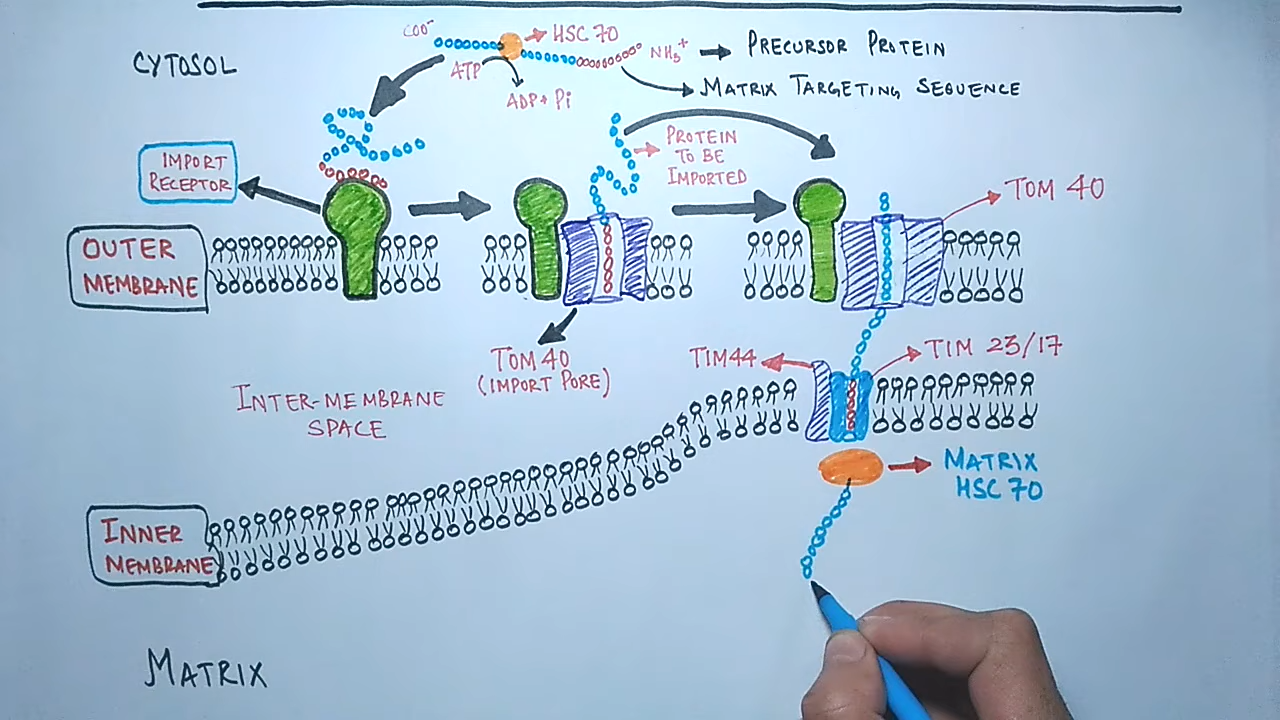 COO⁻
HSC 70
NH₃⁺
PRECURSOR PROTEIN
CYTOSOL
ATP
ADP + Pi
MATRIX TARGETING SEQUENCE
IMPORT
RECEPTOR
PROTEIN
TO BE
IMPORTED
TOM 40
OUTER
MEMBRANE
TOM 40
(IMPORT PORE)
TIM44
TIM 23/17
INTER-MEMBRANE
SPACE
MATRIX
HSC 70
INNER
MEMBRANE
MATRIX